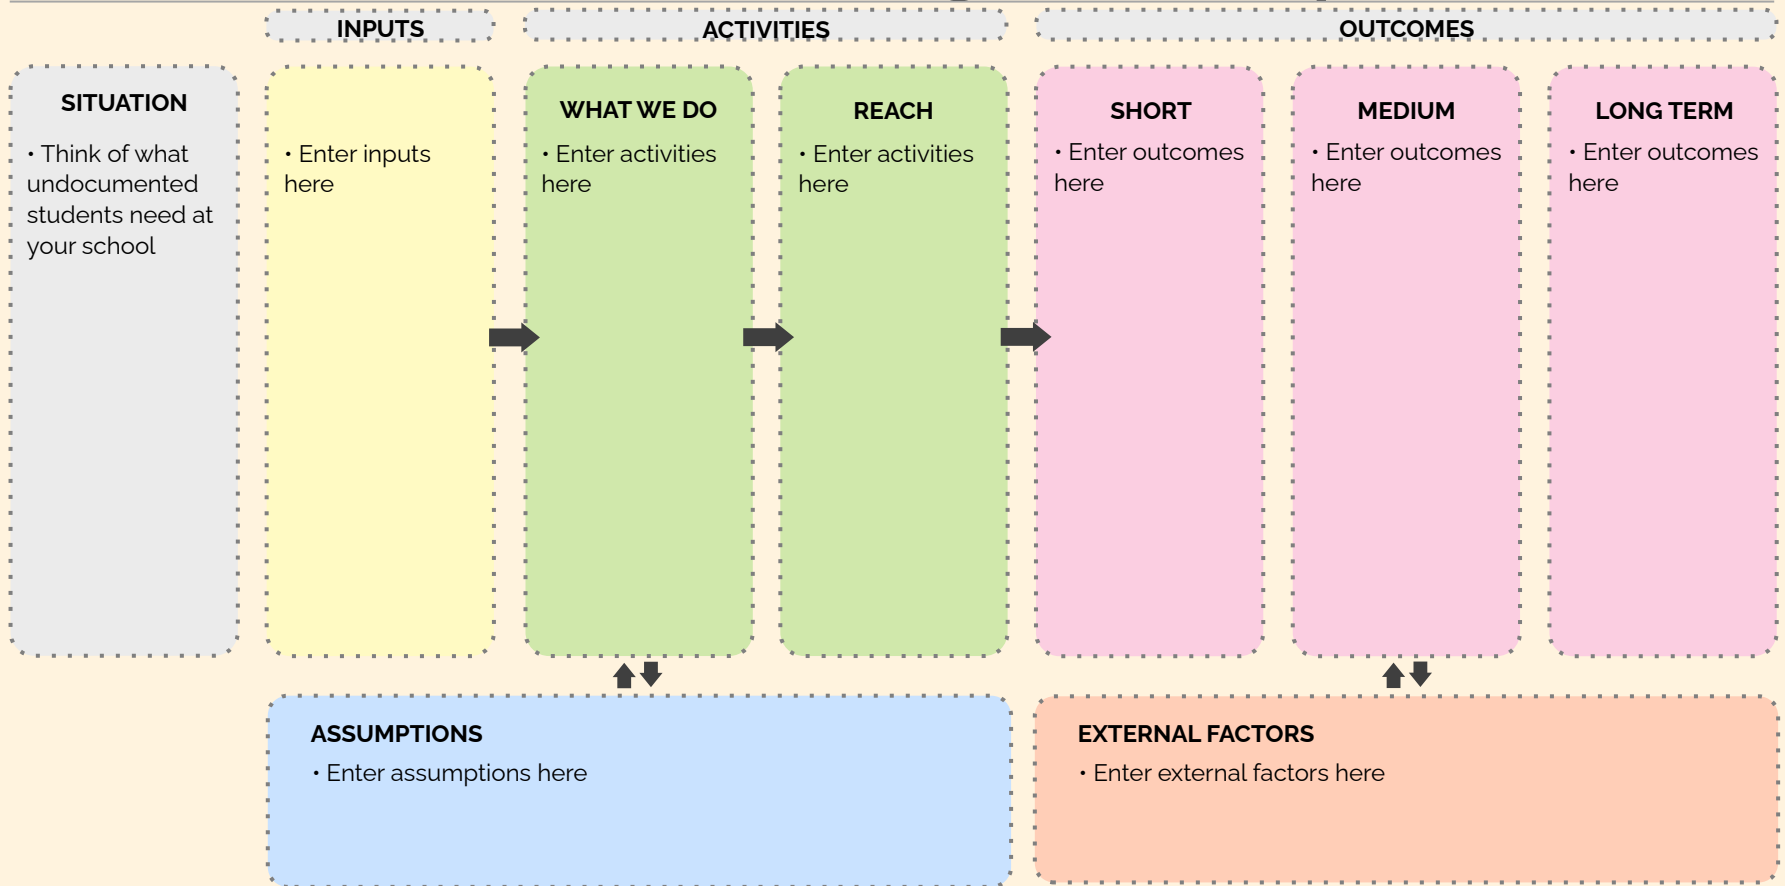 INPUTS
ACTIVITIES
OUTCOMES
SITUATION
• Think of what
undocumented
students need at
your school
• Enter inputs
here
WHAT WE DO
• Enter activities
here
REACH
• Enter activities
here
SHORT
• Enter outcomes
here
MEDIUM
• Enter outcomes
here
LONG TERM
• Enter outcomes
here
ASSUMPTIONS
• Enter assumptions here
EXTERNAL FACTORS
• Enter external factors here